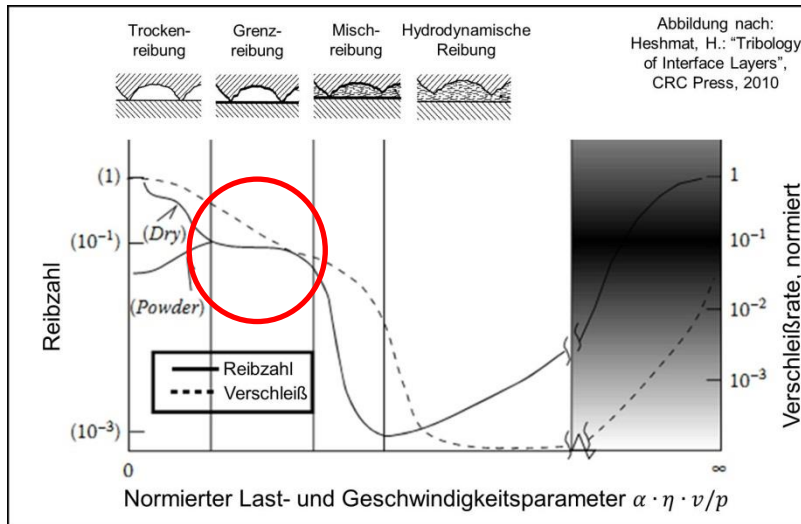 Trocken-
reibung
Grenz-
reibung
Misch-
reibung
Hydrodynamische
Reibung
Abbildung nach:
Heshmat, H.: “Tribology
of Interface Layers”,
CRC Press, 2010
Reibzahl
(1)
(10⁻¹)
(10⁻³)
(Dry)
(Powder)
Reibzahl
Verschleiß
1
10⁻¹
10⁻²
10⁻³
Verschleißrate, normiert
0
∞
Normierter Last- und Geschwindigkeitsparameter α · η · v/p